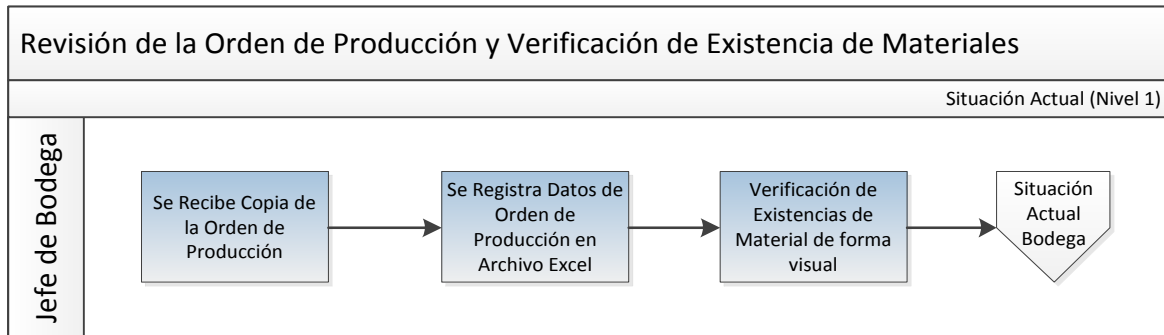 Revisión de la Orden de Producción y Verificación de Existencia de Materiales
Situación Actual (Nivel 1)
Jefe de Bodega
Se Recibe Copia de
la Orden de
Producción
Se Registra Datos de
Orden de
Producción en
Archivo Excel
Verificación de
Existencias de
Material de forma
visual
Situación
Actual
Bodega